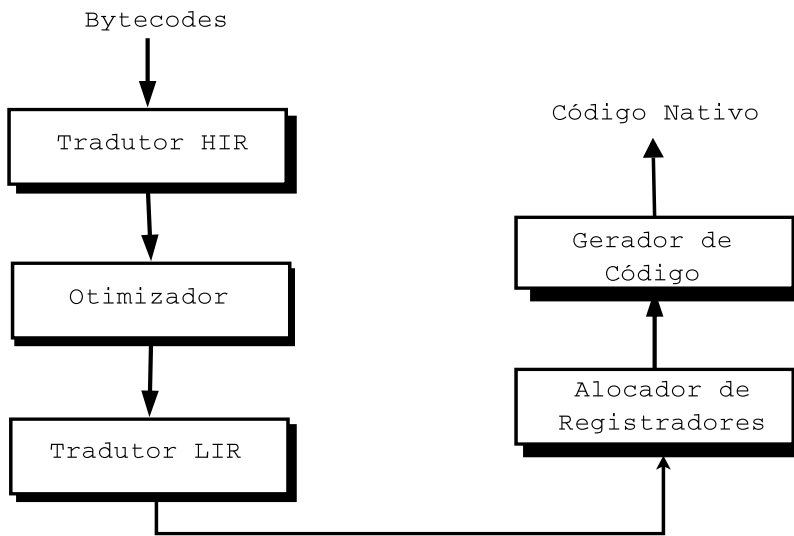 Bytecodes
Tradutor HIR
Otimizador
Tradutor LIR
Código Nativo
Gerador de
Código
Alocador de
Registradores